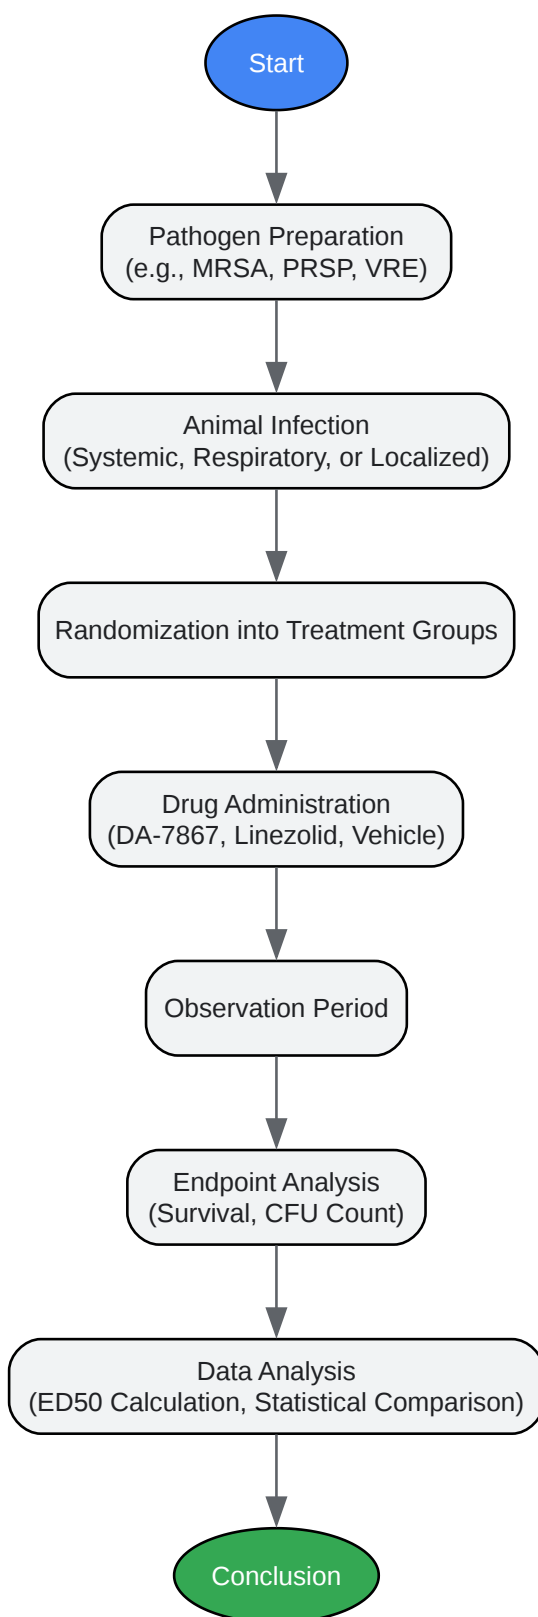 Start
Pathogen Preparation
(e.g., MRSA, PRSP, VRE)
Animal Infection
(Systemic, Respiratory, or Localized)
Randomization into Treatment Groups
Drug Administration
(DA-7867, Linezolid, Vehicle)
Observation Period
Endpoint Analysis
(Survival, CFU Count)
Data Analysis
(ED50 Calculation, Statistical Comparison)
Conclusion